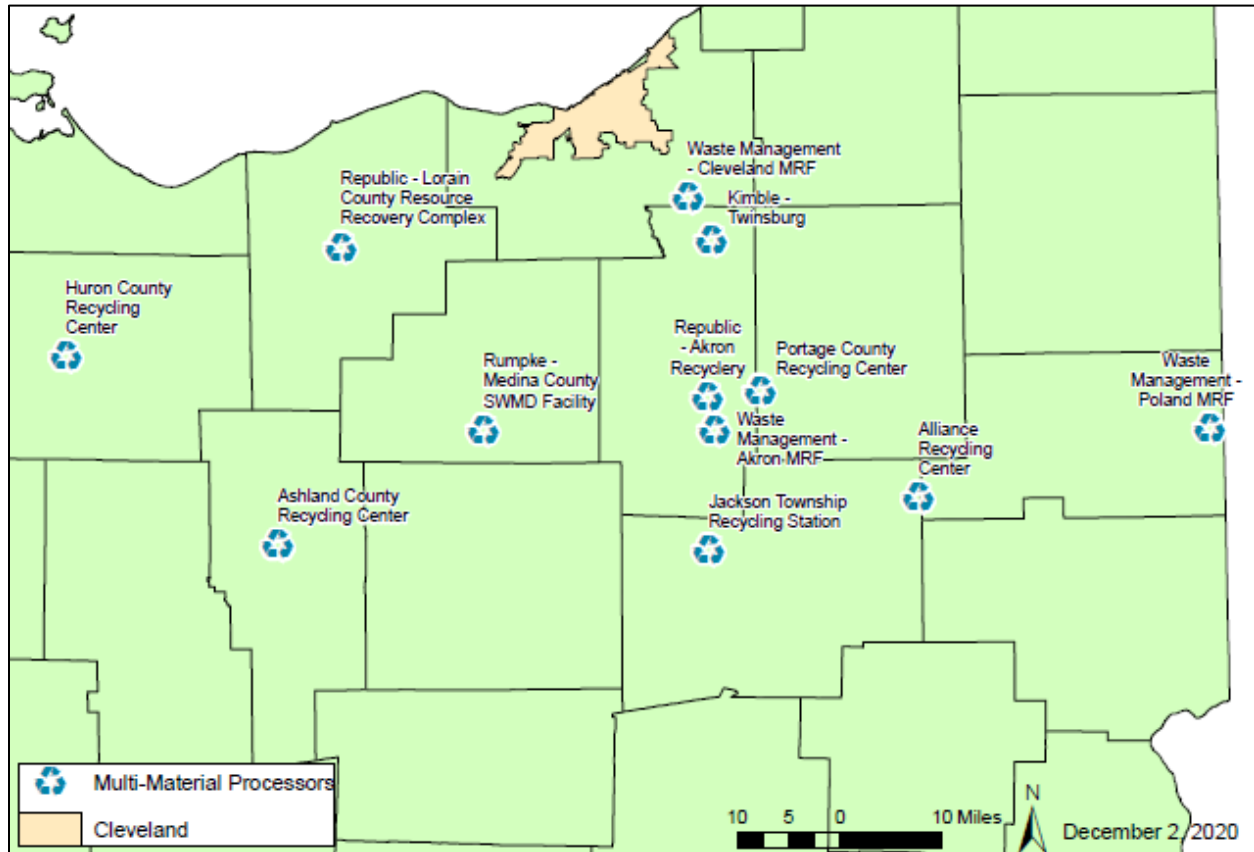 Waste Management
- Cleveland MRF
Republic - Lorain
County Resource
Recovery Complex
Kimble -
Twinsburg
Huron County
Recycling
Center
Republic
- Akron
Recyclery
Portage County
Recycling Center
Rumpke -
Medina County
SWMD Facility
Waste
Management -
Poland MRF
Waste
Management -
Akron MRF
Alliance
Recycling
Center
Ashland County
Recycling Center
Jackson Township
Recycling Station
Multi-Material Processors
Cleveland
10 5 0 10 Miles
N
December 2, 2020